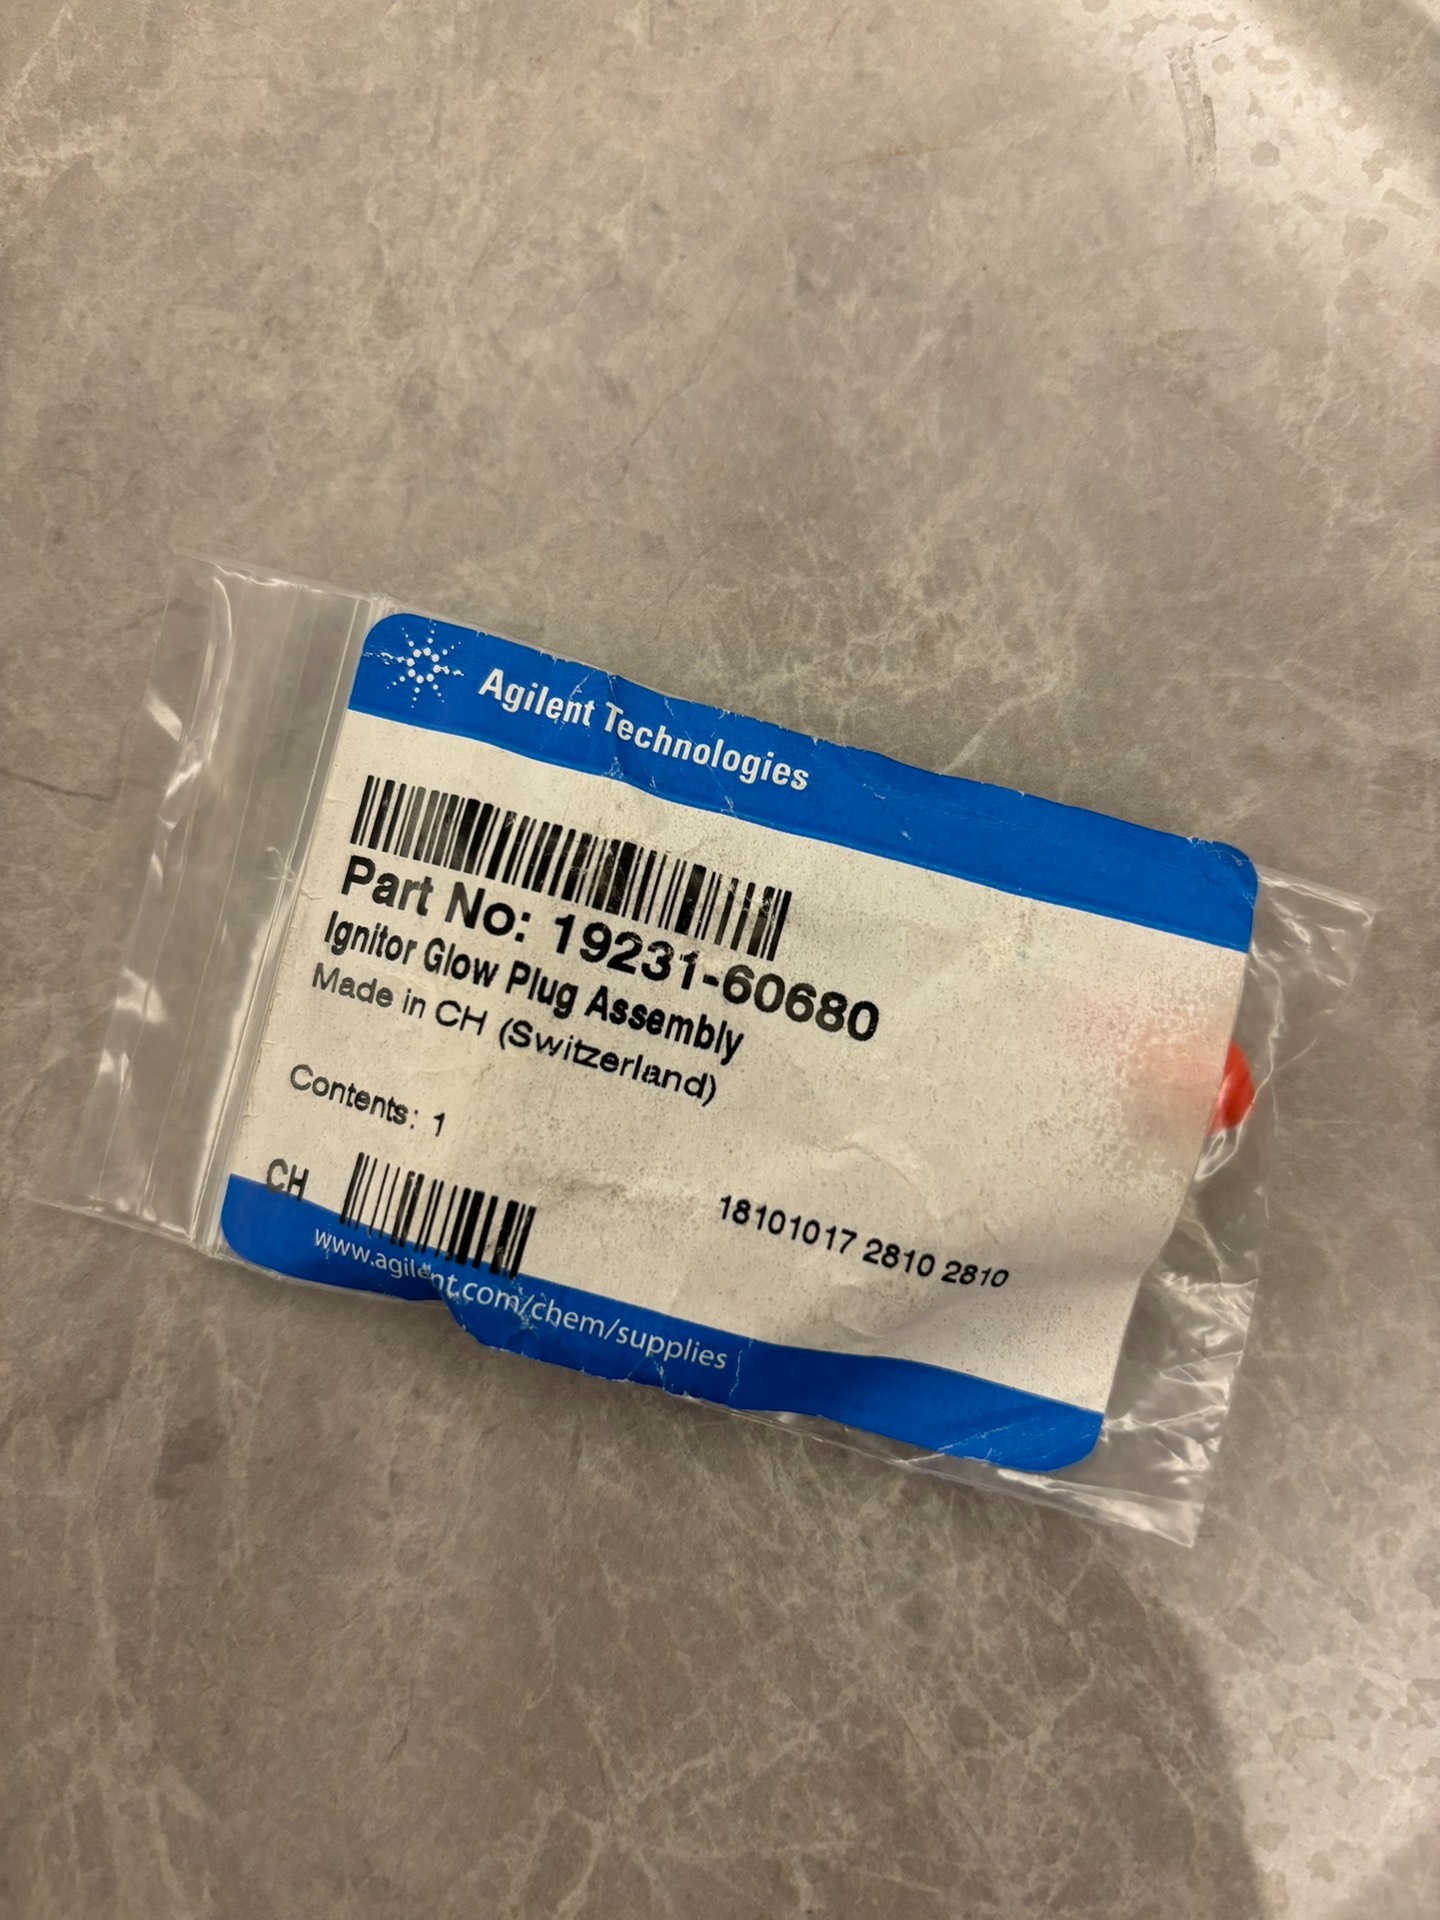 Agilent Technologies
Part No: 19231-60680
Ignitor Glow Plug Assembly
Made in CH (Switzerland)
Contents: 1
CH
18101017 2810 2810
www.agilent.com/chem/supplies